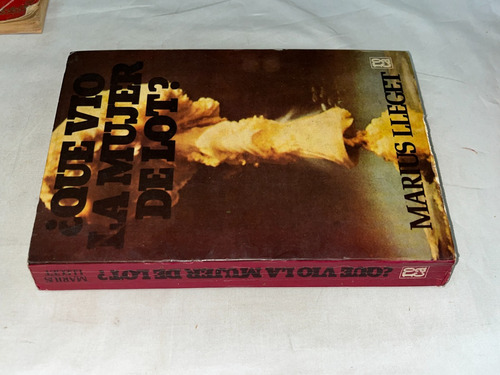 ¿QUE VIO
LA MUJER
DE LOT?
MARIUS LLEGET
¿QUE VIO LA MUJER DE LOT?
MARIUS
LLEGET